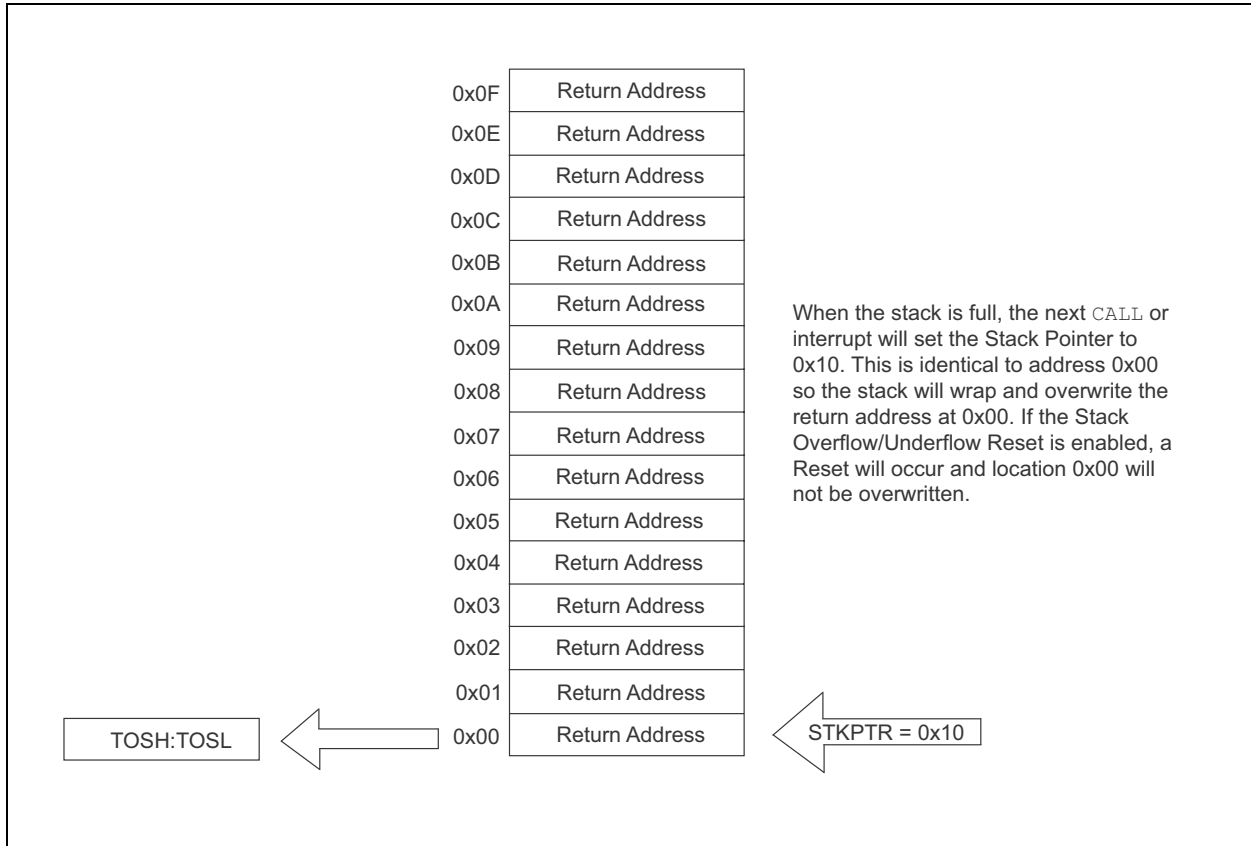 0x0F Return Address
0x0E Return Address
0x0D Return Address
0x0C Return Address
0x0B Return Address
0x0A Return Address
0x09 Return Address
0x08 Return Address
0x07 Return Address
0x06 Return Address
0x05 Return Address
0x04 Return Address
0x03 Return Address
0x02 Return Address
0x01 Return Address
TOSH:TOSL 0x00 Return Address STKPTR = 0x10
When the stack is full, the next CALL or
interrupt will set the Stack Pointer to
0x10. This is identical to address 0x00
so the stack will wrap and overwrite the
return address at 0x00. If the Stack
Overflow/Underflow Reset is enabled, a
Reset will occur and location 0x00 will
not be overwritten.